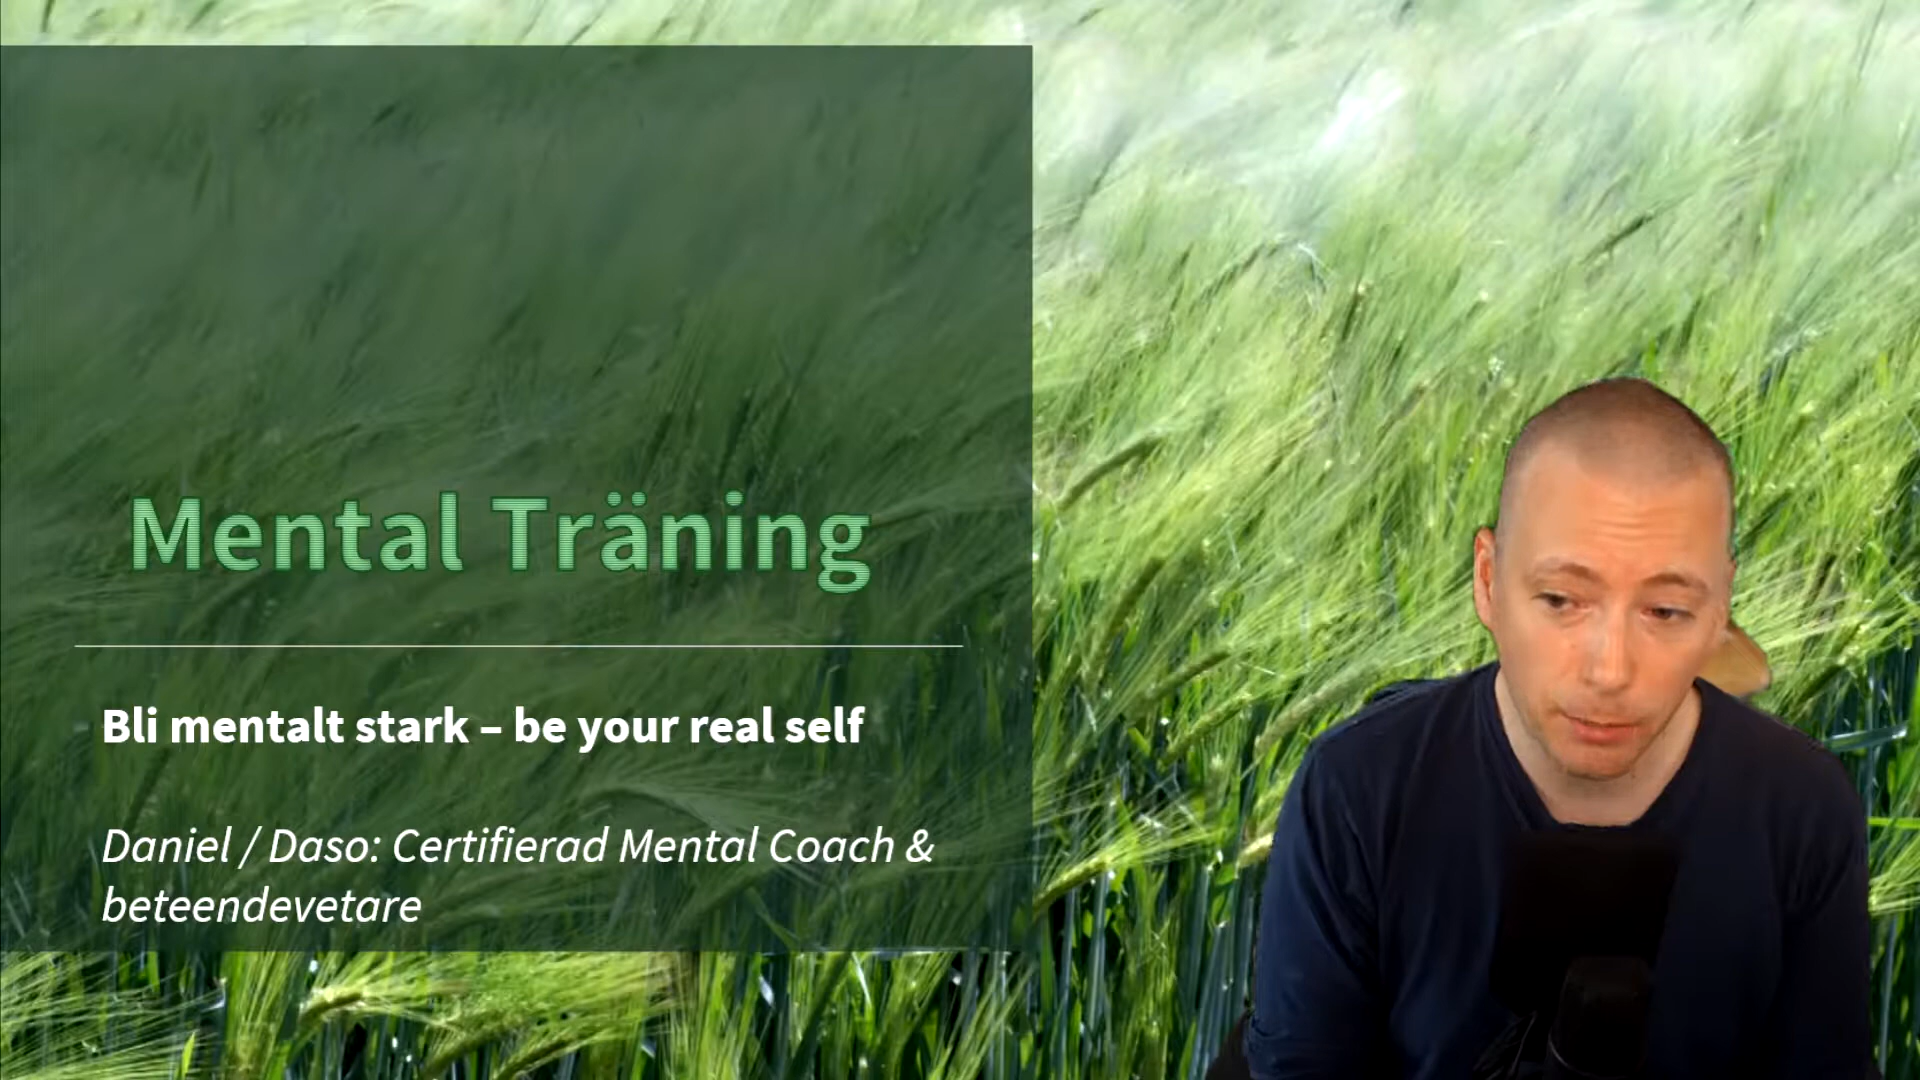 Mental Träning
Bli mentalt stark – be your real self
Daniel / Daso: Certifierad Mental Coach &
beteendevetare